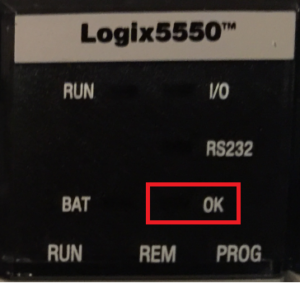 Logix5550™
RUN I/O
RS232
BAT OK
RUN REM PROG